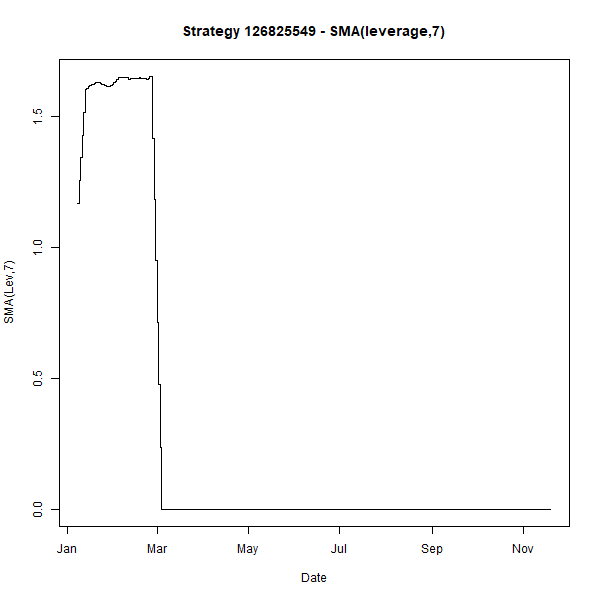 Strategy 126825549 - SMA(leverage,7)
SMA(Lev,7)
1.5
1.0
0.5
0.0
Jan Mar May Jul Sep Nov
Date